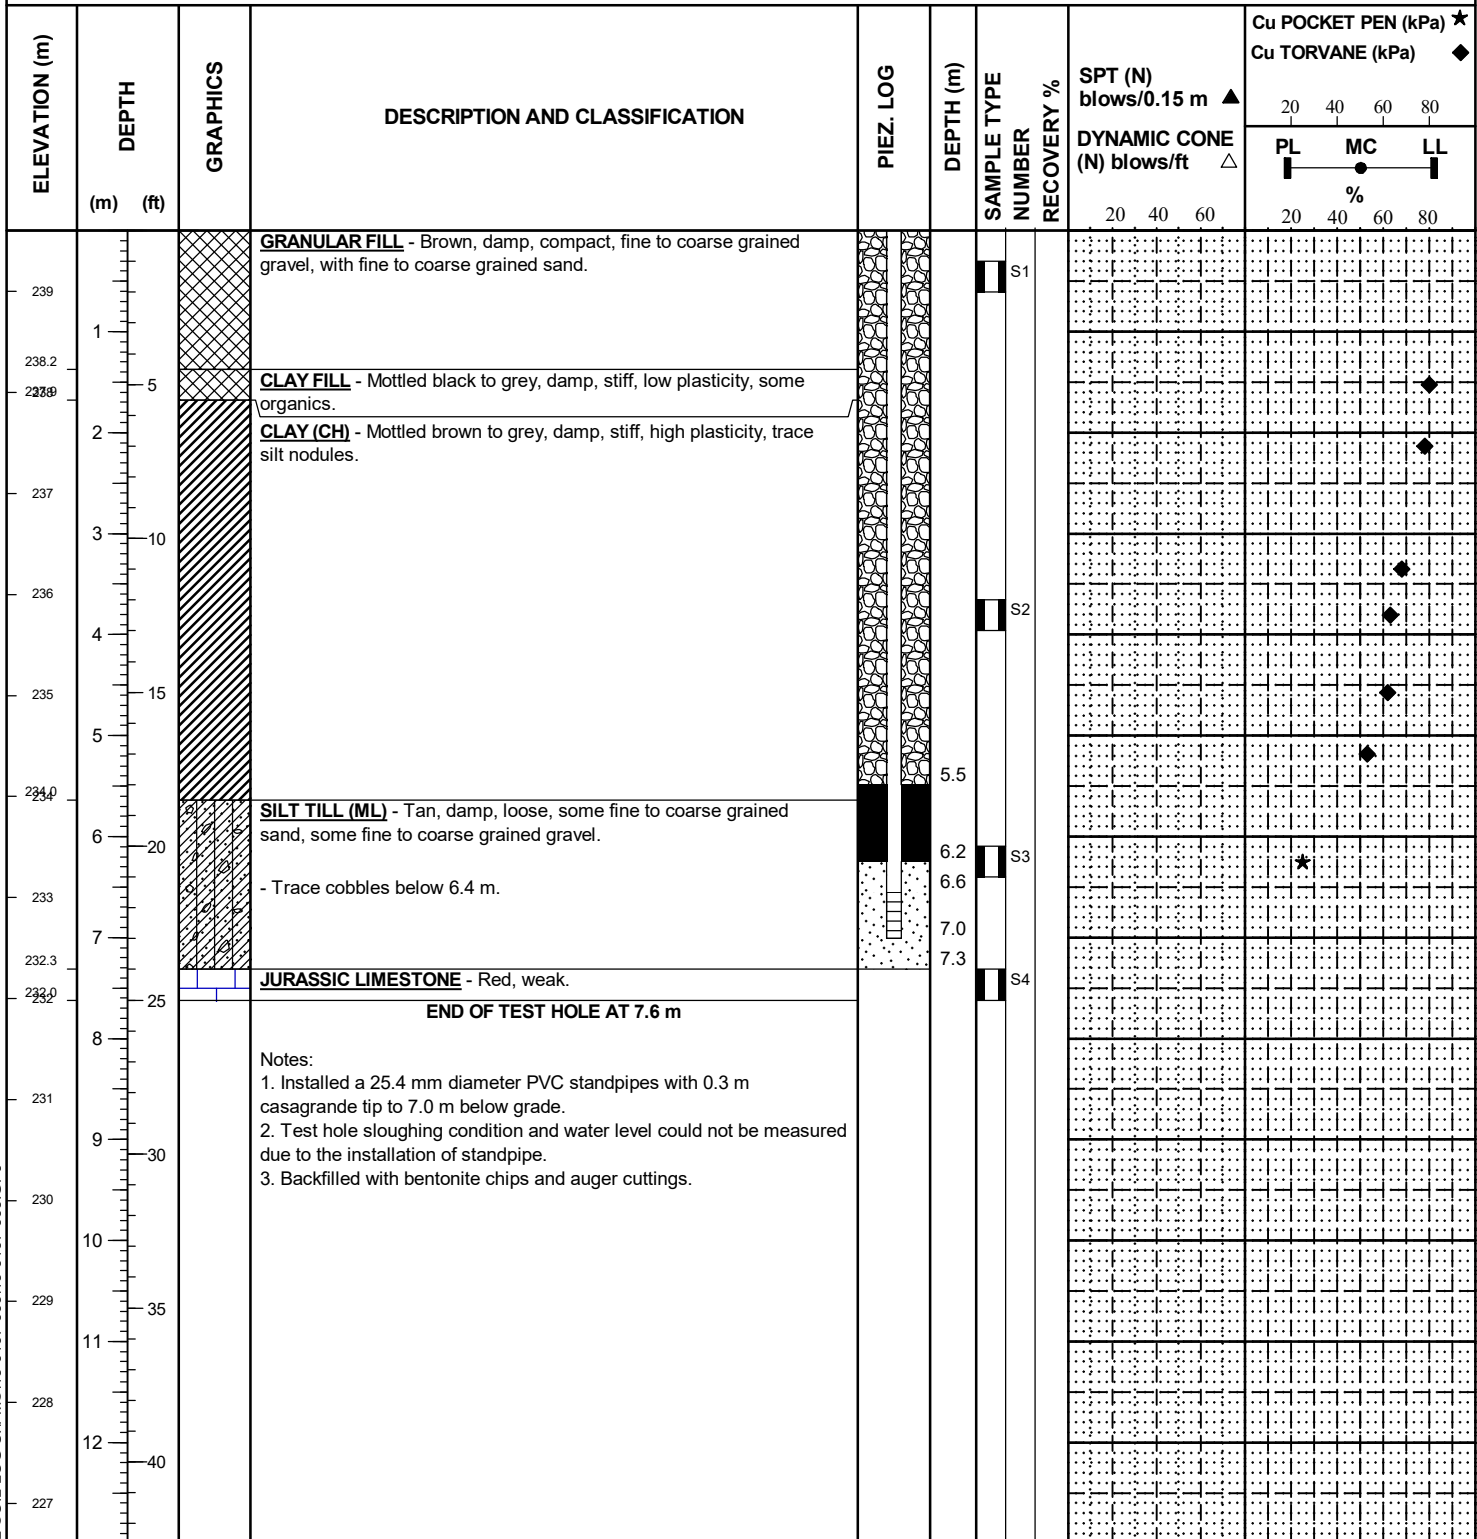 Cu POCKET PEN (kPa) ★
Cu TORVANE (kPa) ◆
20 40 60 80
ELEVATION (m)
DEPTH
(m) (ft)
GRAPHICS
DESCRIPTION AND CLASSIFICATION
PIEZ. LOG
DEPTH (m)
SAMPLE TYPE
NUMBER
RECOVERY %
SPT (N)
blows/0.15 m ▲
DYNAMIC CONE
(N) blows/ft △
20 40 60
PL MC LL
%
20 40 60 80
GRANULAR FILL - Brown, damp, compact, fine to coarse grained
gravel, with fine to coarse grained sand.
S1
239
1
238.2
CLAY FILL - Mottled black to grey, damp, stiff, low plasticity, some
organics.
5
237.9
238
2
CLAY (CH) - Mottled brown to grey, damp, stiff, high plasticity, trace
silt nodules.
237
3
10
236
S2
4
235
15
5
5.5
234.0
234
SILT TILL (ML) - Tan, damp, loose, some fine to coarse grained
sand, some fine to coarse grained gravel.
6
20
6.2
S3
6.6
- Trace cobbles below 6.4 m.
233
7.0
7
232.3
7.3
JURASSIC LIMESTONE - Red, weak.
S4
232.0
232
25
END OF TEST HOLE AT 7.6 m
8
Notes:
1. Installed a 25.4 mm diameter PVC standpipes with 0.3 m
casagrande tip to 7.0 m below grade.
231
2. Test hole sloughing condition and water level could not be measured
due to the installation of standpipe.
9
30
3. Backfilled with bentonite chips and auger cuttings.
230
10
229
35
11
228
12
40
227